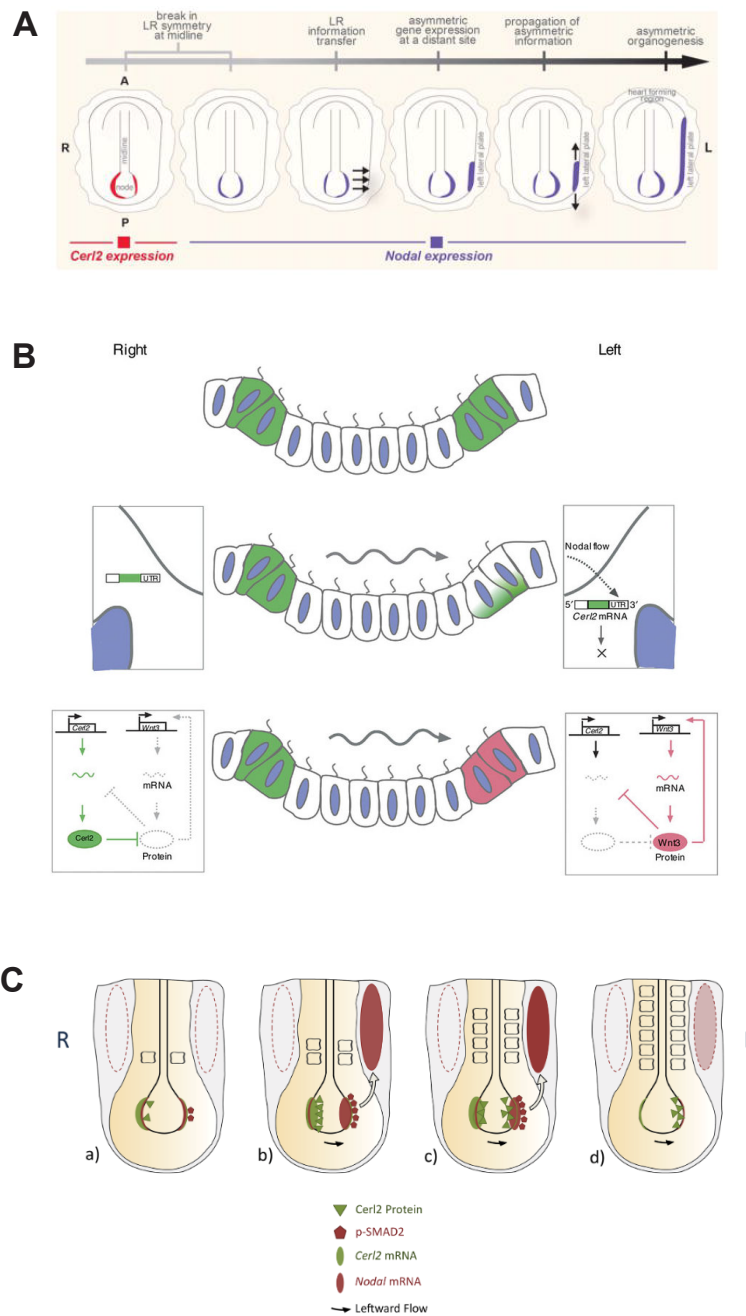 A
break in
LR symmetry
at midline
LR
information
transfer
asymmetric
gene expression
at a distant site
propagation of
asymmetric
information
asymmetric
organogenesis
A
R
midline
node
P
left lateral plate
left lateral plate
heart forming
region
left lateral plate
L
Cerl2 expression
Nodal expression
B
Right
Left
UTR
Nodal flow
5′ UTR 3′
Cerl2 mRNA
Cerl2 Wnt3
mRNA
Cerl2
Protein
Cerl2 Wnt3
mRNA
Wnt3
Protein
C
R
a)
b)
c)
d)
Cerl2 Protein
p-SMAD2
Cerl2 mRNA
Nodal mRNA
Leftward Flow